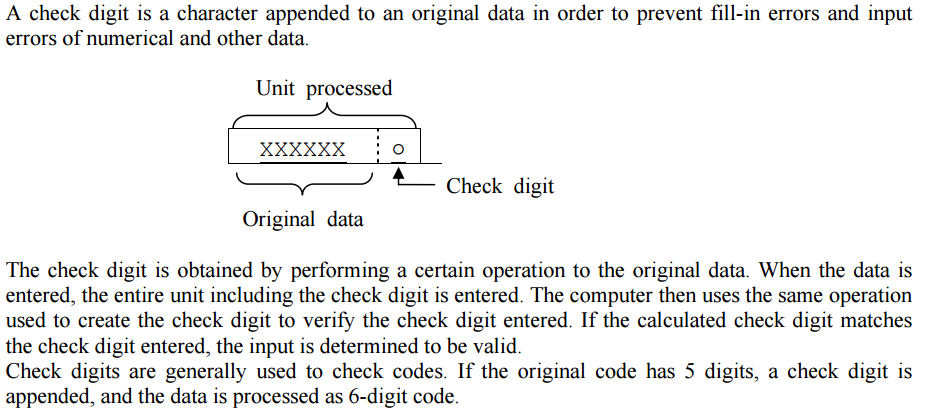 A check digit is a character appended to an original data in order to prevent fill-in errors and input
errors of numerical and other data.
Unit processed
XXXXXX o
Check digit
Original data
The check digit is obtained by performing a certain operation to the original data. When the data is
entered, the entire unit including the check digit is entered. The computer then uses the same operation
used to create the check digit to verify the check digit entered. If the calculated check digit matches
the check digit entered, the input is determined to be valid.
Check digits are generally used to check codes. If the original code has 5 digits, a check digit is
appended, and the data is processed as 6-digit code.